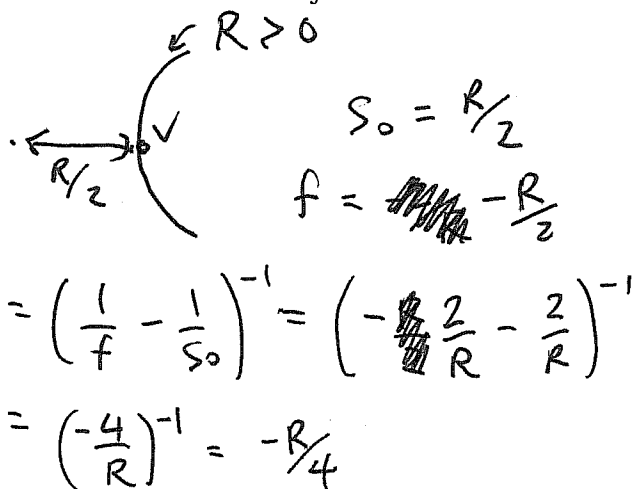 R > 0
V
R/2
S₀ = R/2
f = -R/2
= (1/f - 1/S₀)⁻¹ = (- 2/R - 2/R)⁻¹
= (-4/R)⁻¹ = -R/4